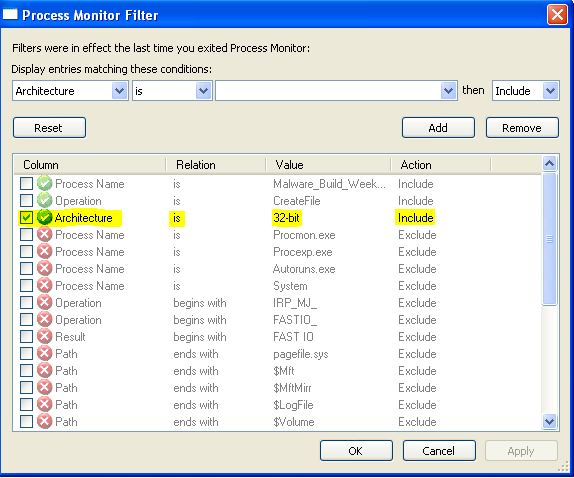 Process Monitor Filter
Filters were in effect the last time you exited Process Monitor:
Display entries matching these conditions:
Architecture is then Include
Reset Add Remove
Column Relation Value Action
Process Name is Malware_Build_Week... Include
Operation is CreateFile Include
Architecture is 32-bit Include
Process Name is Procmon.exe Exclude
Process Name is Procexp.exe Exclude
Process Name is Autoruns.exe Exclude
Process Name is System Exclude
Operation begins with IRP_MJ_ Exclude
Operation begins with FASTIO_ Exclude
Result begins with FAST IO Exclude
Path ends with pagefile.sys Exclude
Path ends with $Mft Exclude
Path ends with $MftMirr Exclude
Path ends with $LogFile Exclude
Path ends with $Volume Exclude
OK Cancel Apply